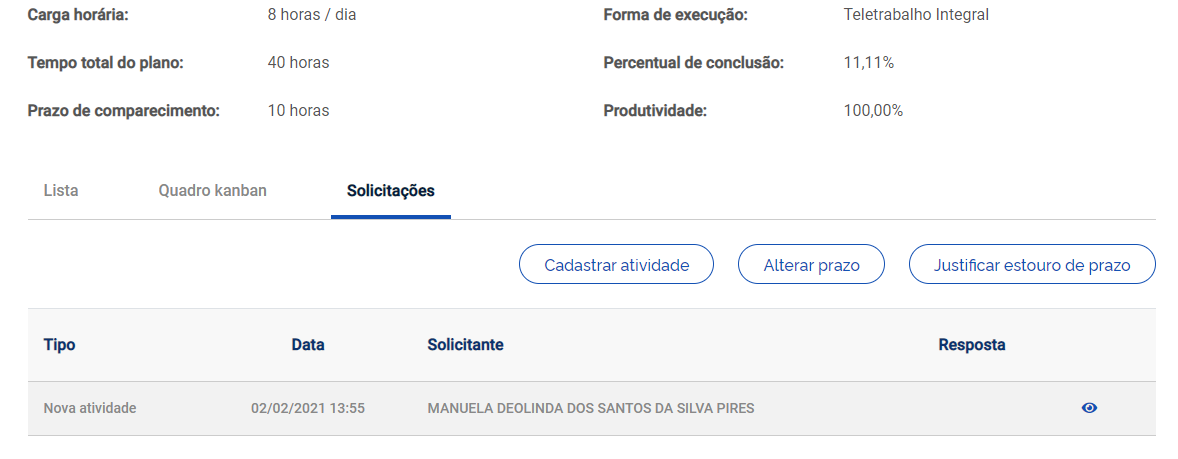 Carga horária: 8 horas / dia Forma de execução: Teletrabalho Integral
Tempo total do plano: 40 horas Percentual de conclusão: 11,11%
Prazo de comparecimento: 10 horas Produtividade: 100,00%
Lista Quadro kanban Solicitações
Cadastrar atividade Alterar prazo Justificar estouro de prazo
Tipo Data Solicitante Resposta
Nova atividade 02/02/2021 13:55 MANUELA DEOLINDA DOS SANTOS DA SILVA PIRES